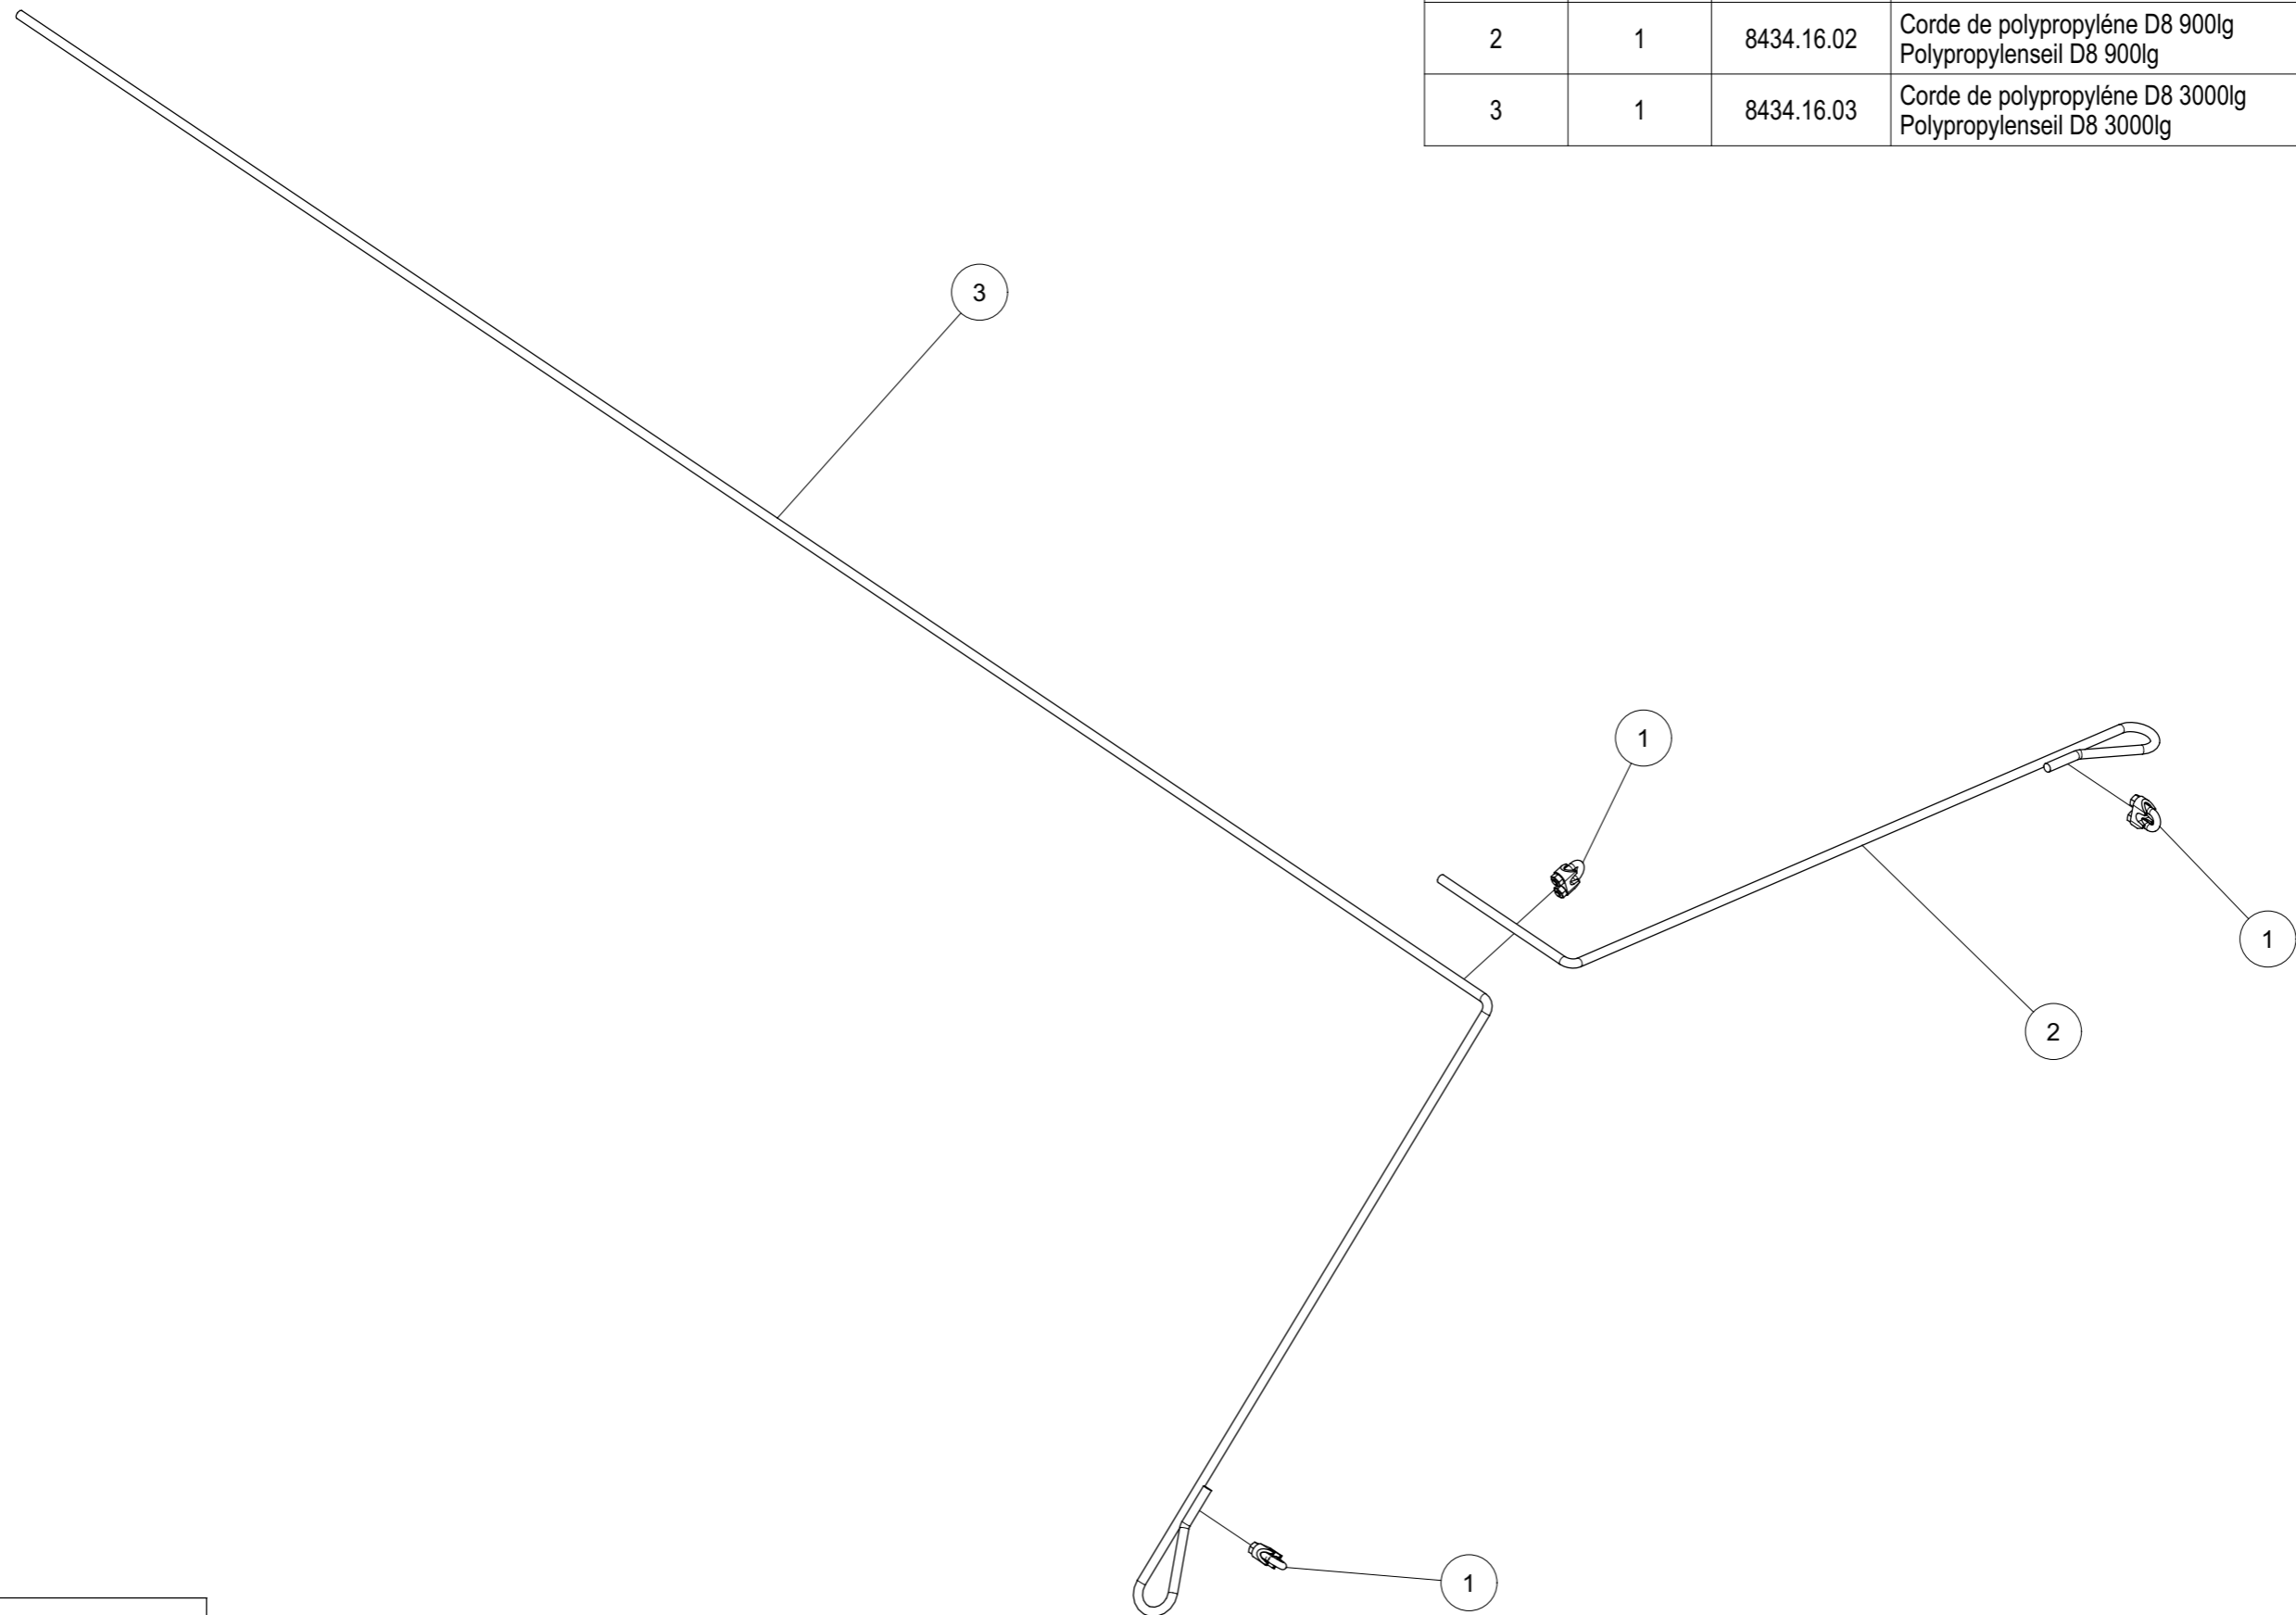 2 1 8434.16.02 Corde de polypropyléne D8 900lg
Polypropylenseil D8 900lg
3 1 8434.16.03 Corde de polypropyléne D8 3000lg
Polypropylenseil D8 3000lg
3
1
1
2
1